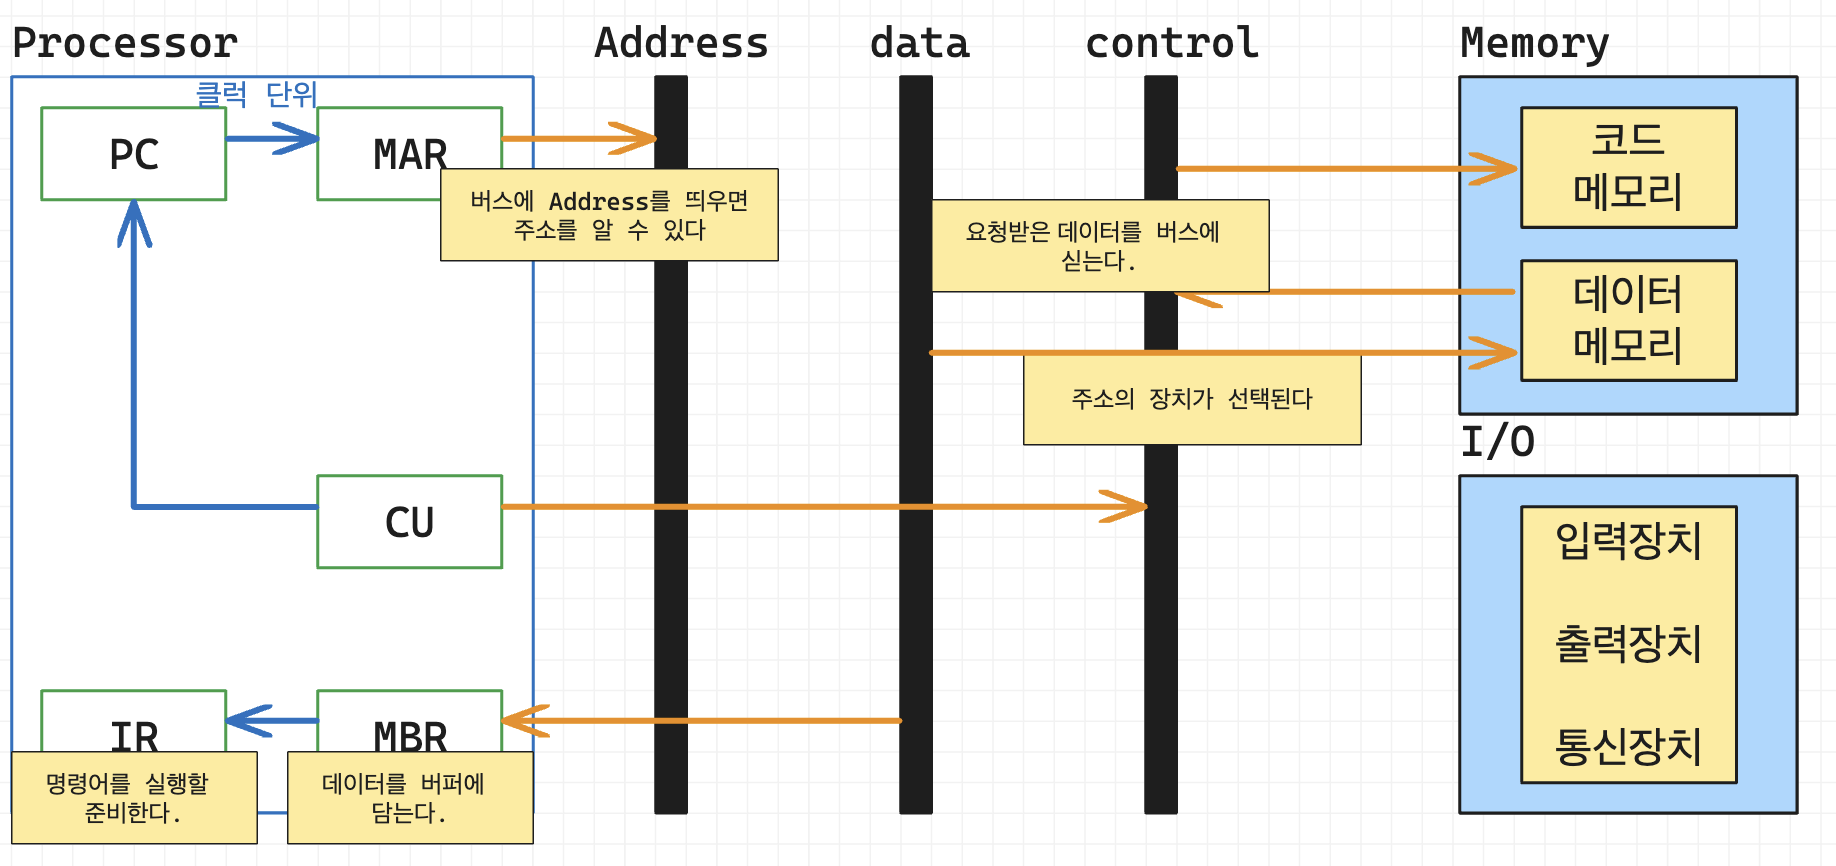 Processor
Address
data
control
Memory
클럭 단위
PC
MAR
버스에 Address를 띄우면
주소를 알 수 있다
요청받은 데이터를 버스에
싣는다.
주소의 장치가 선택된다
코드
메모리
데이터
메모리
CU
I/O
입력장치
출력장치
통신장치
IR
MBR
명령어를 실행할
준비한다.
데이터를 버퍼에
담는다.